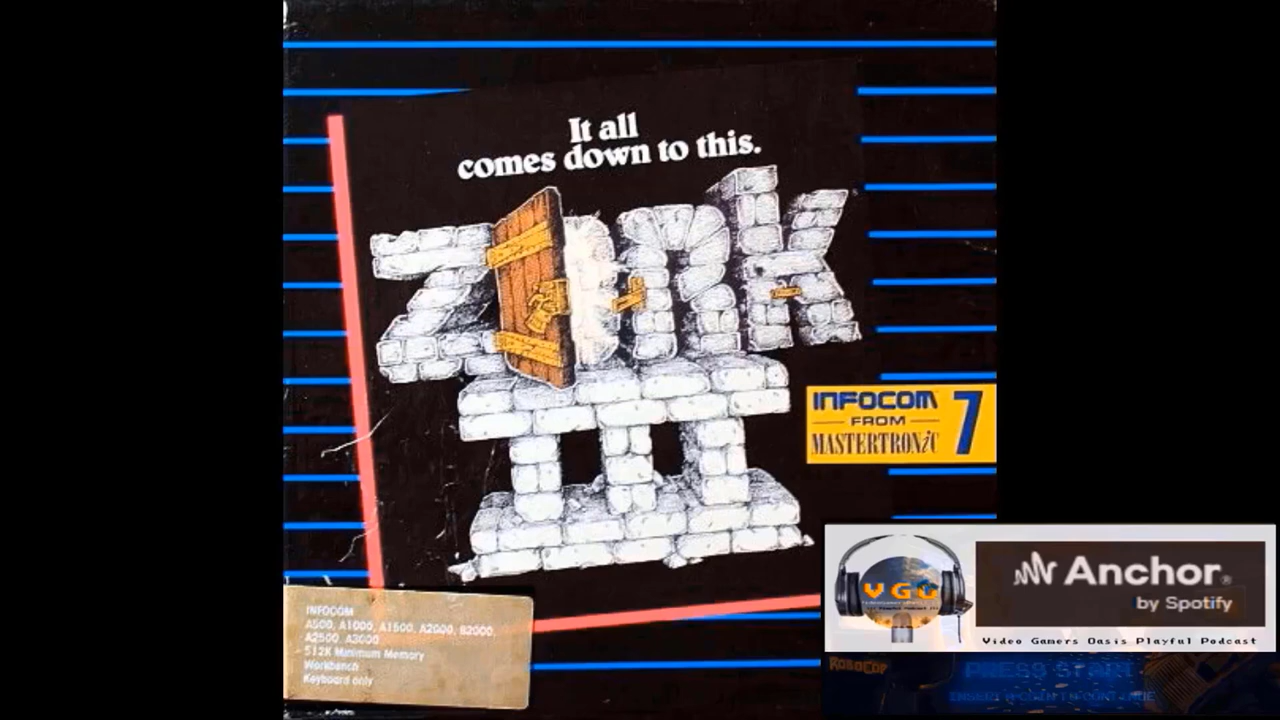 It all
comes down to this.
ZORK
III
INFOCOM
FROM
MASTERTRONiC
7
INFOCOM
A500, A1000, A1500, A2000, B2000,
A2500, A3000
512K Minimum Memory
Workbench
Keyboard only
VGO
Anchor
by Spotify
Video Gamers Oasis Playful Podcast
ROBOCOP
PRESS START